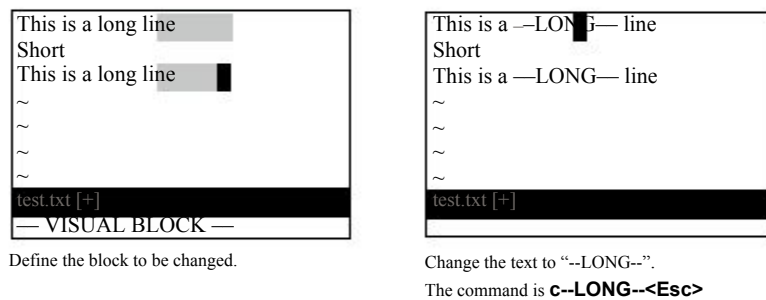 This is a long line
Short
This is a long line
~
~
~
~
test.txt [+]
— VISUAL BLOCK —
Define the block to be changed.
This is a —LONG— line
Short
This is a —LONG— line
~
~
~
~
test.txt [+]
Change the text to “--LONG--”.
The command is c--LONG--<Esc>